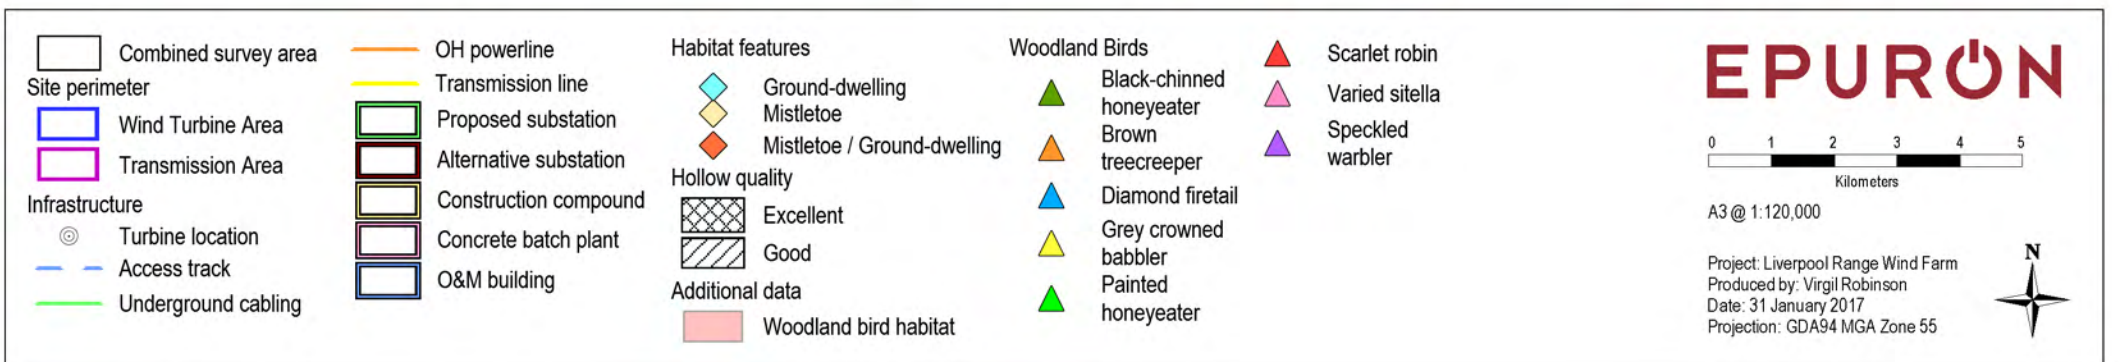 Combined survey area
Site perimeter
Wind Turbine Area
Transmission Area
Infrastructure
Turbine location
Access track
Underground cabling
OH powerline
Transmission line
Proposed substation
Alternative substation
Construction compound
Concrete batch plant
O&M building
Habitat features
Ground-dwelling
Mistletoe
Mistletoe / Ground-dwelling
Hollow quality
Excellent
Good
Additional data
Woodland bird habitat
Woodland Birds
Black-chinned
honeyeater
Brown
treecreeper
Diamond firetail
Grey crowned
babbler
Painted
honeyeater
Scarlet robin
Varied sitella
Speckled
warbler
EPURON
0 1 2 3 4 5
Kilometers
A3 @ 1:120,000
Project: Liverpool Range Wind Farm
Produced by: Virgil Robinson
Date: 31 January 2017
Projection: GDA94 MGA Zone 55
N